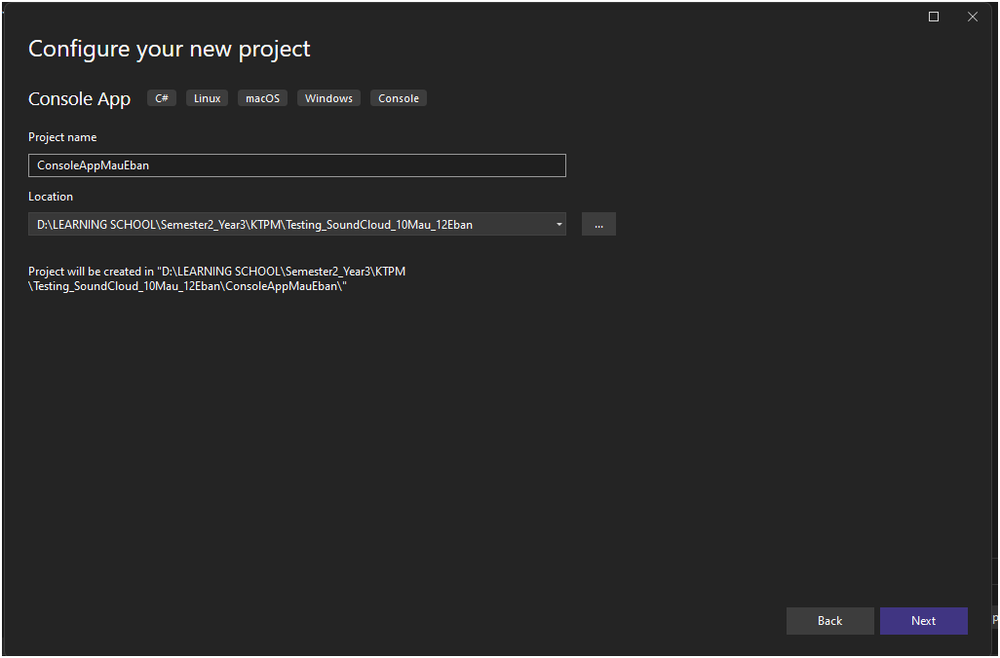 Configure your new project
Console App C# Linux macOS Windows Console
Project name
ConsoleAppMauEban
Location
D:\LEARNING SCHOOL\Semester2_Year3\KTPM\Testing_SoundCloud_10Mau_12Eban
...
Project will be created in "D:\LEARNING SCHOOL\Semester2_Year3\KTPM
\Testing_SoundCloud_10Mau_12Eban\ConsoleAppMauEban\"
Back Next